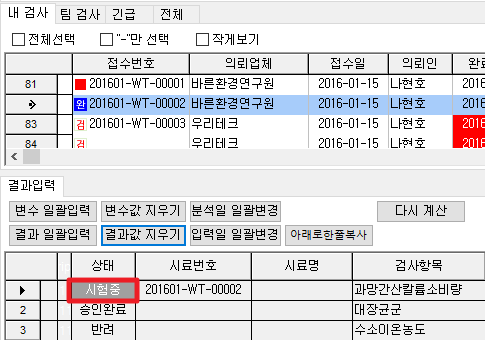 내 검사 팀 검사 긴급 전체
전체선택 "-"만 선택 작게보기
접수번호 의뢰업체 접수일 의뢰인 완료
81 201601-WT-00001 바른환경연구원 2016-01-15 나현호
완 201601-WT-00002 바른환경연구원 2016-01-15 나현호
83 검 201601-WT-00003 우리테크 2016-01-15 나현호 2016
84 검 우리테크 2016-01-15 나현호 2016
결과입력
변수 일괄입력 변수값 지우기 분석일 일괄변경 다시 계산
결과 일괄입력 결과값 지우기 입력일 일괄변경 아래로한풀복사
상태 시료번호 시료명 검사항목
시험중 201601-WT-00002 과망간산칼륨소비량
2 승인완료 대장균군
3 반려 수소이온농도